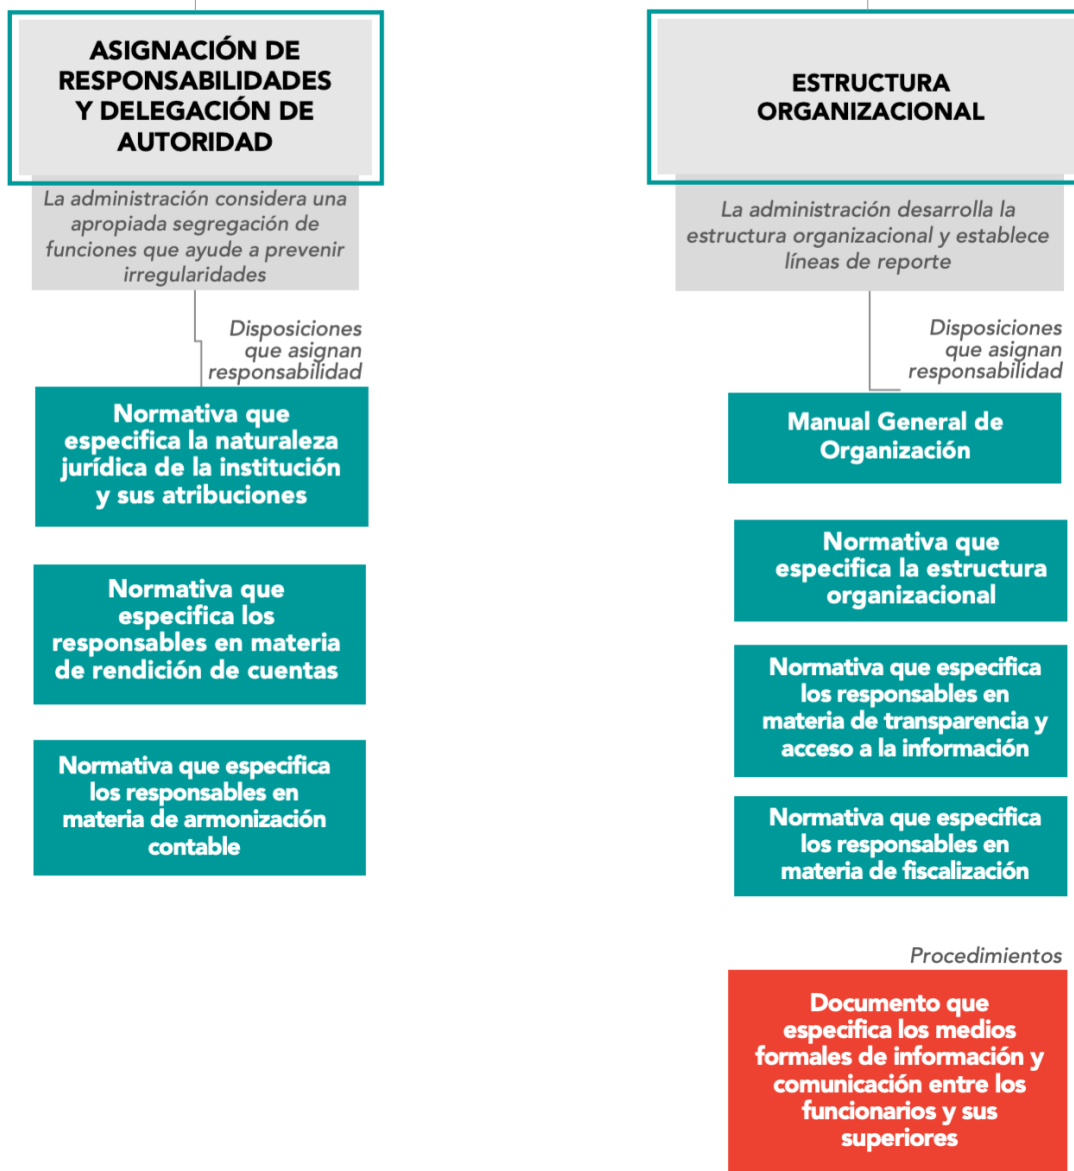 ASIGNACIÓN DE
RESPONSABILIDADES
Y DELEGACIÓN DE
AUTORIDAD
La administración considera una
apropiada segregación de
funciones que ayude a prevenir
irregularidades
Disposiciones
que asignan
responsabilidad
Normativa que
especifica la naturaleza
jurídica de la institución
y sus atribuciones
Normativa que
especifica los
responsables en materia
de rendición de cuentas
Normativa que especifica
los responsables en
materia de armonización
contable
ESTRUCTURA
ORGANIZACIONAL
La administración desarrolla la
estructura organizacional y establece
líneas de reporte
Disposiciones
que asignan
responsabilidad
Manual General de
Organización
Normativa que
especifica la estructura
organizacional
Normativa que especifica
los responsables en
materia de transparencia y
acceso a la información
Normativa que especifica
los responsables en
materia de fiscalización
Procedimientos
Documento que
especifica los medios
formales de información y
comunicación entre los
funcionarios y sus
superiores